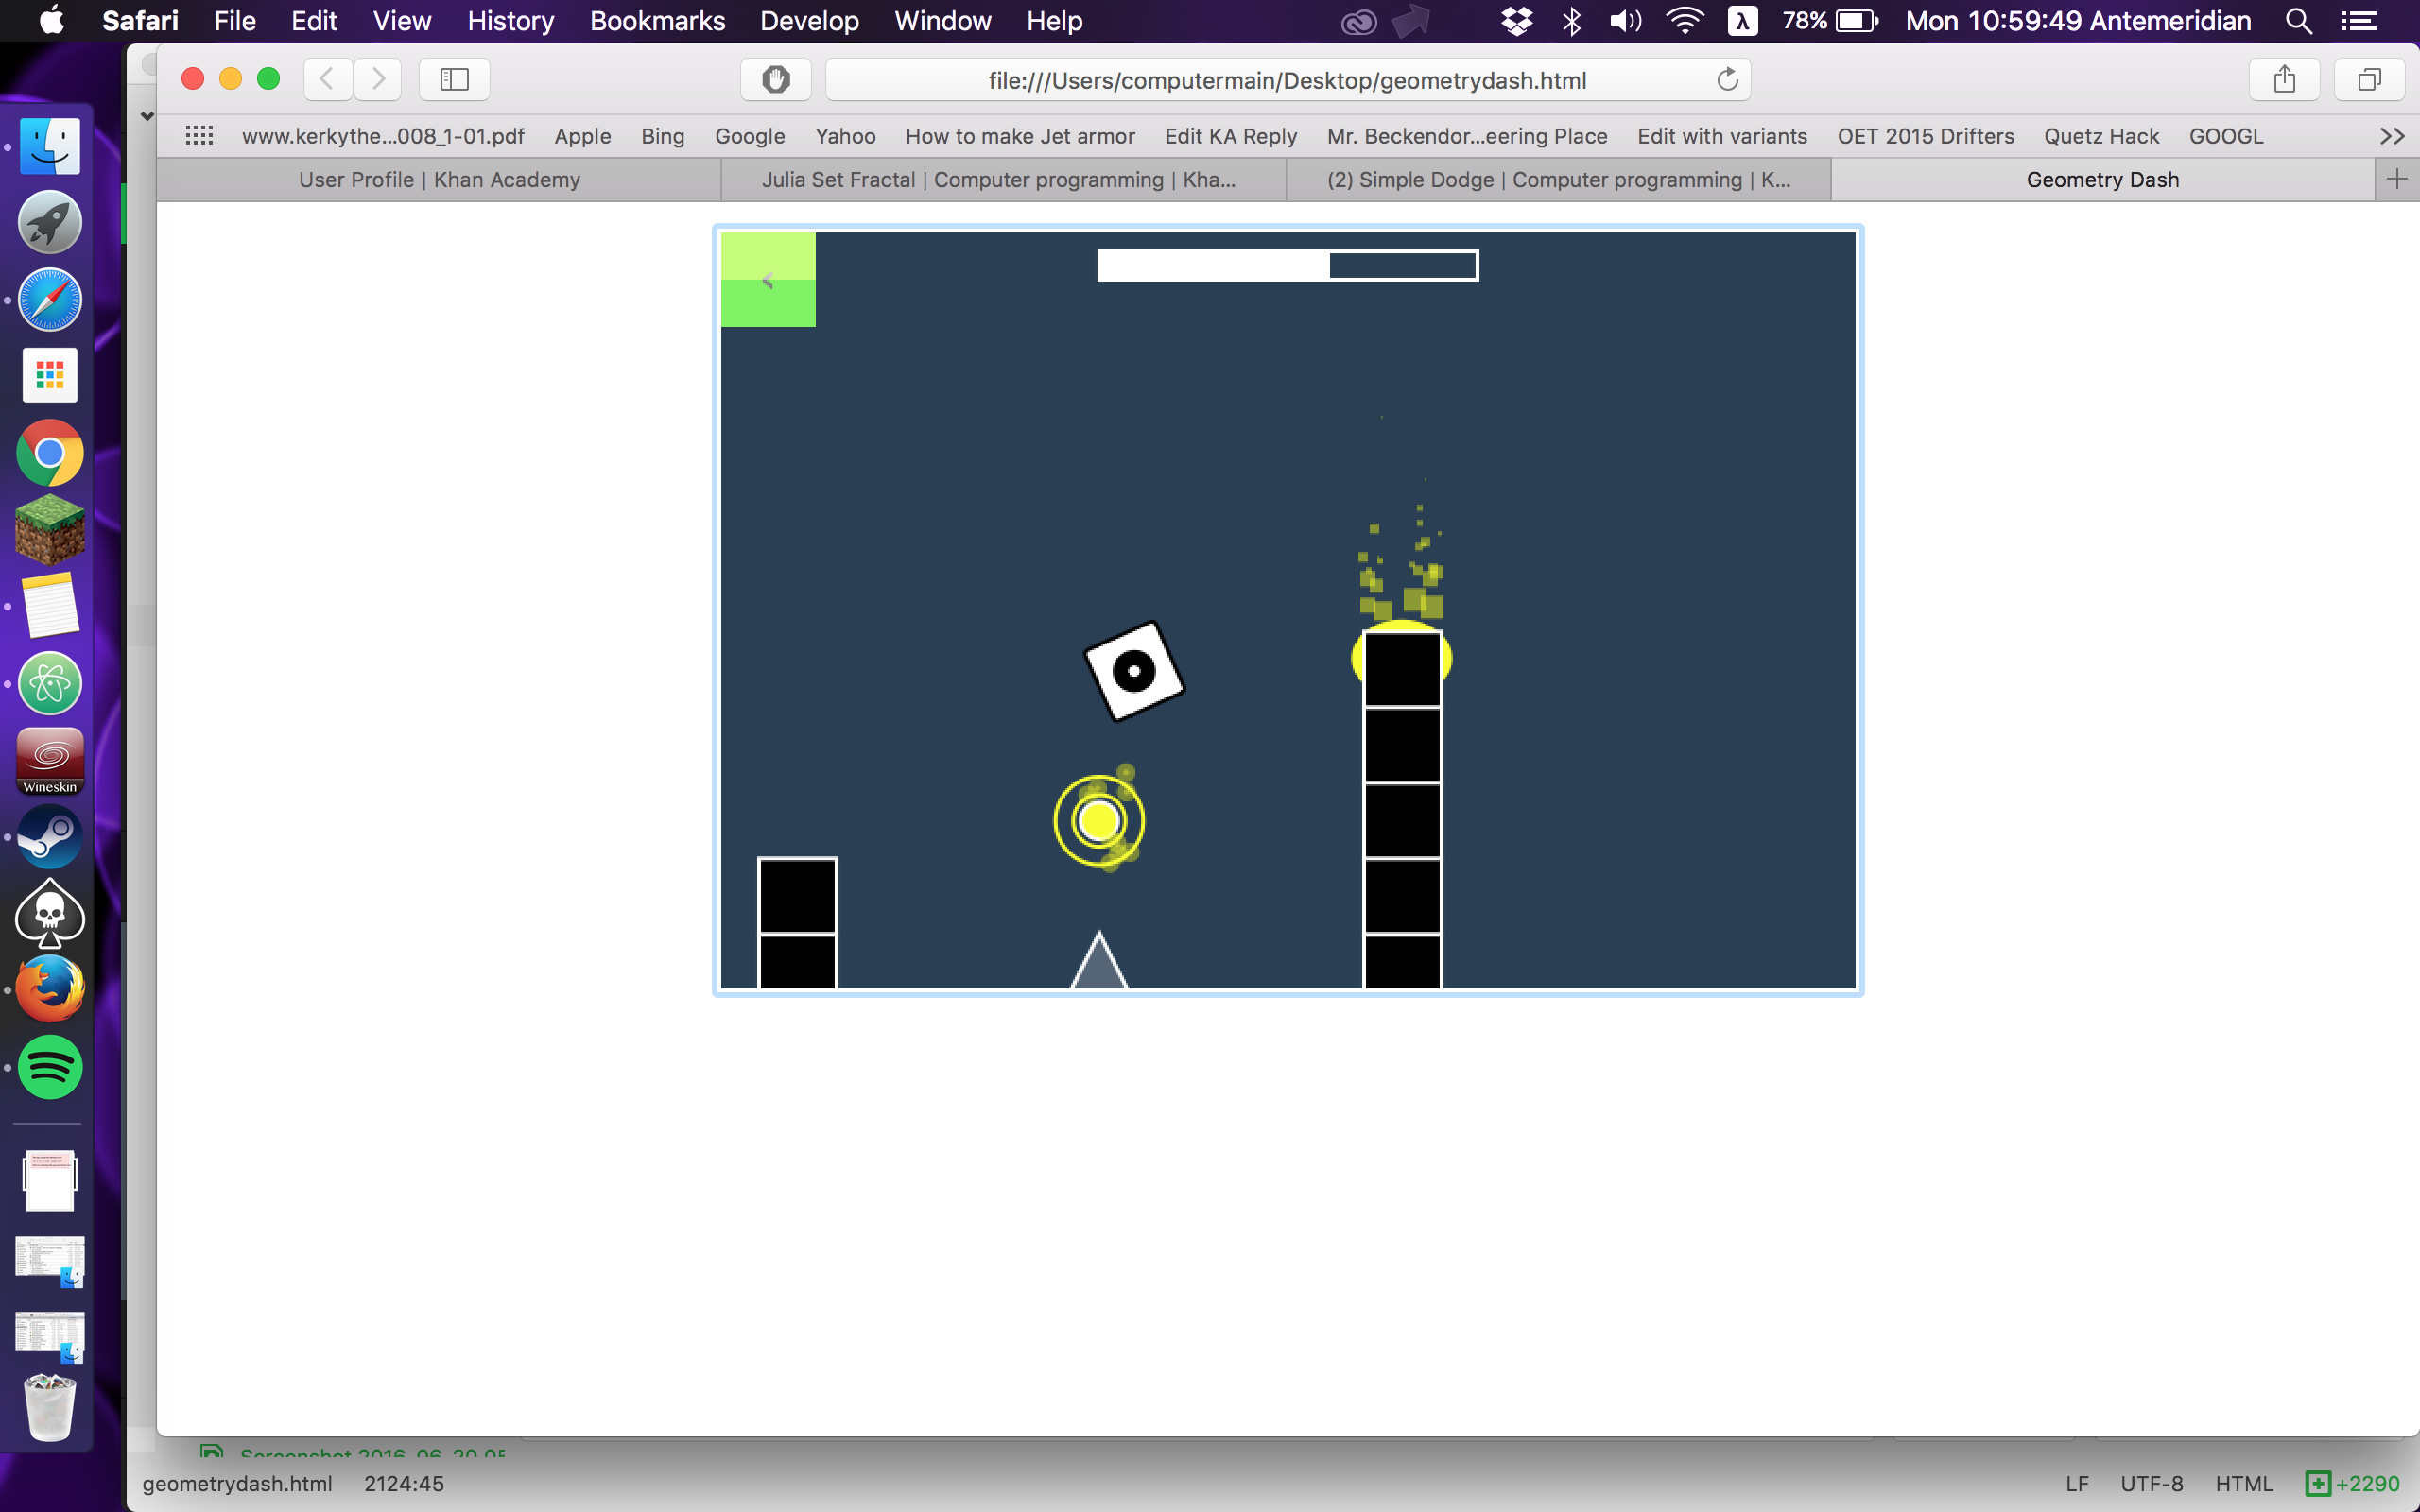 Safari File Edit View History Bookmarks Develop Window Help 78% Mon 10:59:49 Antemeridian
file:///Users/computermain/Desktop/geometrydash.html
www.kerkythe...008_1-01.pdf Apple Bing Google Yahoo How to make Jet armor Edit KA Reply Mr. Beckendor...eering Place Edit with variants OET 2015 Drifters Quetz Hack GOOGL >>
User Profile | Khan Academy Julia Set Fractal | Computer programming | Kha... (2) Simple Dodge | Computer programming | K... Geometry Dash
<
Wineskin
geometrydash.html 2124:45 LF UTF-8 HTML +2290